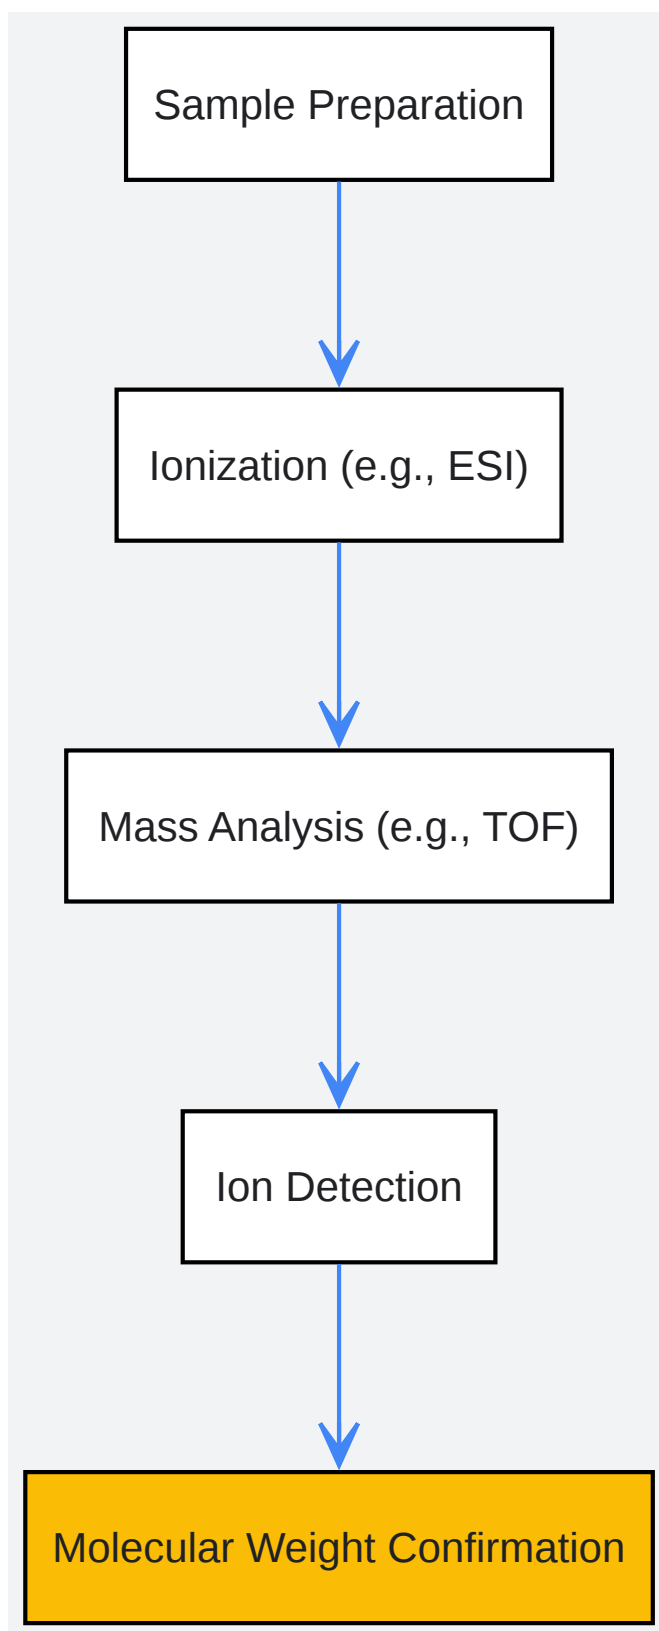 Sample Preparation
Ionization (e.g., ESI)
Mass Analysis (e.g., TOF)
Ion Detection
Molecular Weight Confirmation